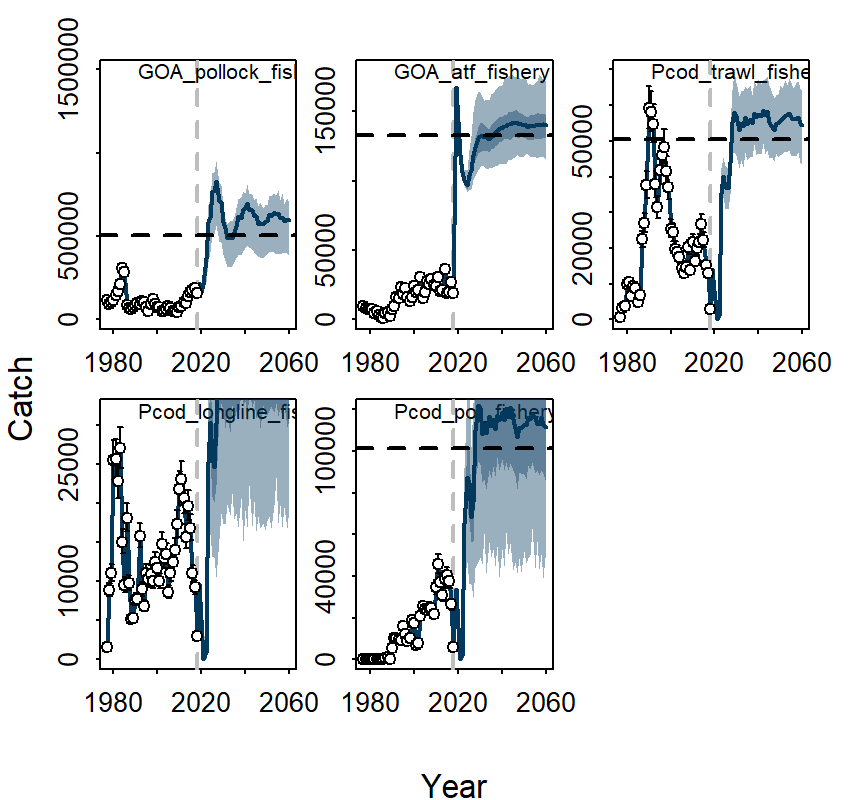 GOA_pollock_fish
0 500000 1500000
1980 2020 2060
GOA_atf_fishery
0 50000 150000
1980 2020 2060
Pcod_trawl_fishe
0 20000 50000
1980 2020 2060
Pcod_longline_fis
0 10000 25000
1980 2020 2060
Pcod_pot_fishery
0 40000 100000
1980 2020 2060
Catch
Year